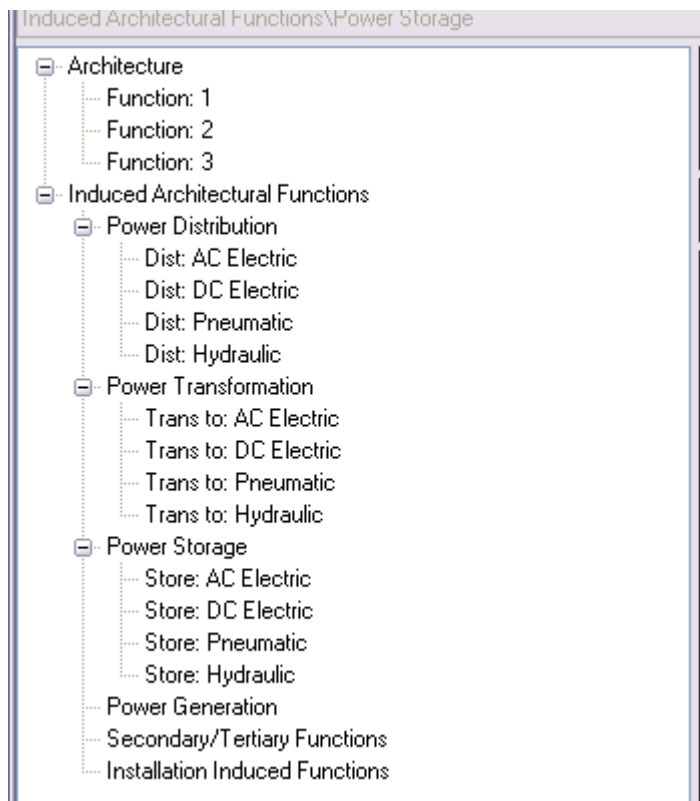 Induced Architectural Functions\Power Storage
Architecture
Function: 1
Function: 2
Function: 3
Induced Architectural Functions
Power Distribution
Dist: AC Electric
Dist: DC Electric
Dist: Pneumatic
Dist: Hydraulic
Power Transformation
Trans to: AC Electric
Trans to: DC Electric
Trans to: Pneumatic
Trans to: Hydraulic
Power Storage
Store: AC Electric
Store: DC Electric
Store: Pneumatic
Store: Hydraulic
Power Generation
Secondary/Tertiary Functions
Installation Induced Functions